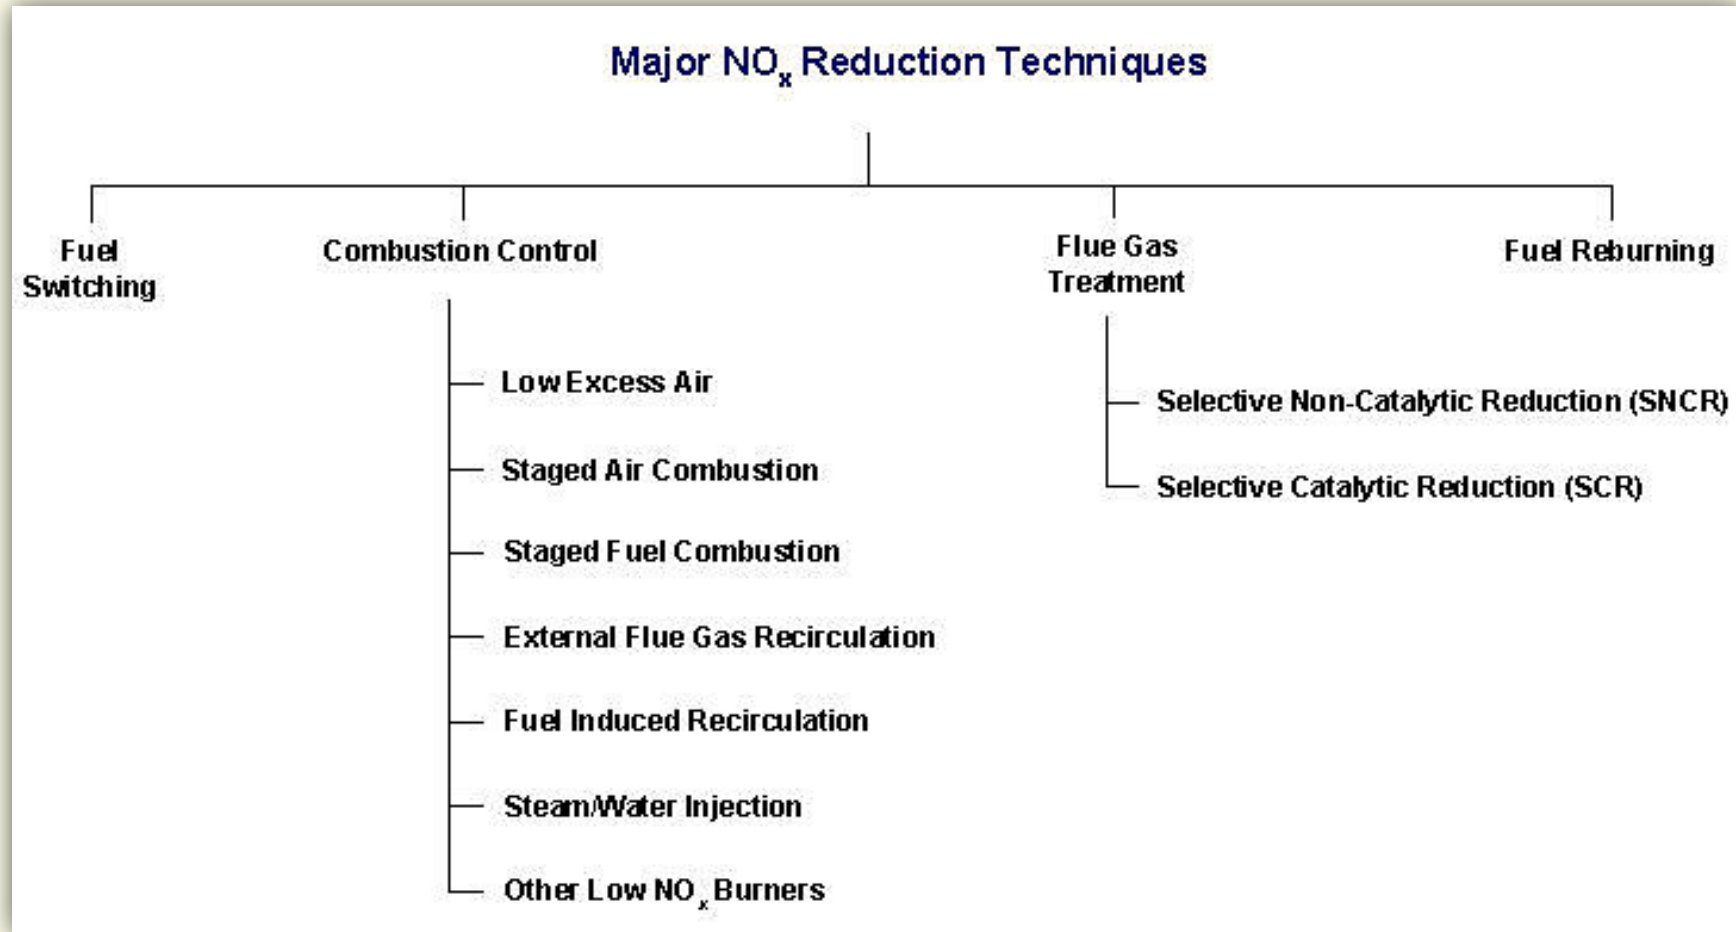 Major NOx Reduction Techniques
Fuel
Switching
Combustion Control
Low Excess Air
Staged Air Combustion
Staged Fuel Combustion
External Flue Gas Recirculation
Fuel Induced Recirculation
Steam/Water Injection
Other Low NOx Burners
Flue Gas
Treatment
Selective Non-Catalytic Reduction (SNCR)
Selective Catalytic Reduction (SCR)
Fuel Reburning